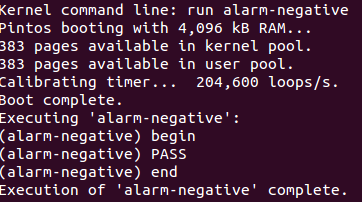 Kernel command line: run alarm-negative
Pintos booting with 4,096 kB RAM...
383 pages available in kernel pool.
383 pages available in user pool.
Calibrating timer...  204,600 loops/s.
Boot complete.
Executing 'alarm-negative':
(alarm-negative) begin
(alarm-negative) PASS
(alarm-negative) end
Execution of 'alarm-negative' complete.